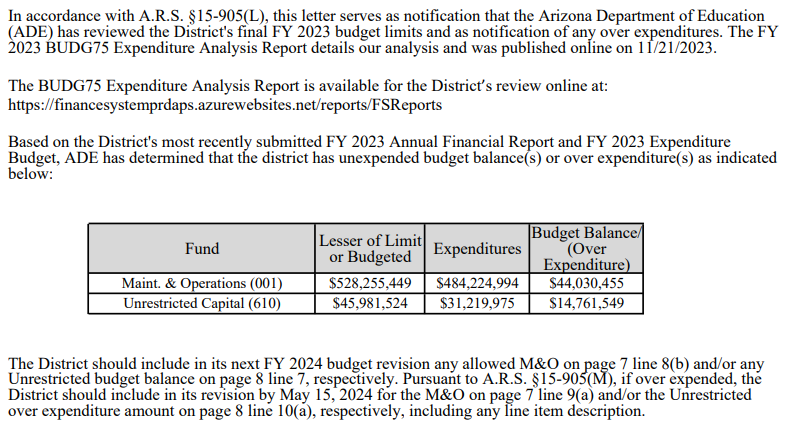 In accordance with A.R.S. §15-905(L), this letter serves as notification that the Arizona Department of Education
(ADE) has reviewed the District's final FY 2023 budget limits and as notification of any over expenditures. The FY
2023 BUDG75 Expenditure Analysis Report details our analysis and was published online on 11/21/2023.
The BUDG75 Expenditure Analysis Report is available for the District's review online at:
https://financesystemprdaps.azurewebsites.net/reports/FSReports
Based on the District's most recently submitted FY 2023 Annual Financial Report and FY 2023 Expenditure
Budget, ADE has determined that the district has unexpended budget balance(s) or over expenditure(s) as indicated
below:
Fund Lesser of Limit or Budgeted Expenditures Budget Balance/ (Over Expenditure)
Maint. & Operations (001) $528,255,449 $484,224,994 $44,030,455
Unrestricted Capital (610) $45,981,524 $31,219,975 $14,761,549
The District should include in its next FY 2024 budget revision any allowed M&O on page 7 line 8(b) and/or any
Unrestricted budget balance on page 8 line 7, respectively. Pursuant to A.R.S. §15-905(M), if over expended, the
District should include in its revision by May 15, 2024 for the M&O on page 7 line 9(a) and/or the Unrestricted
over expenditure amount on page 8 line 10(a), respectively, including any line item description.